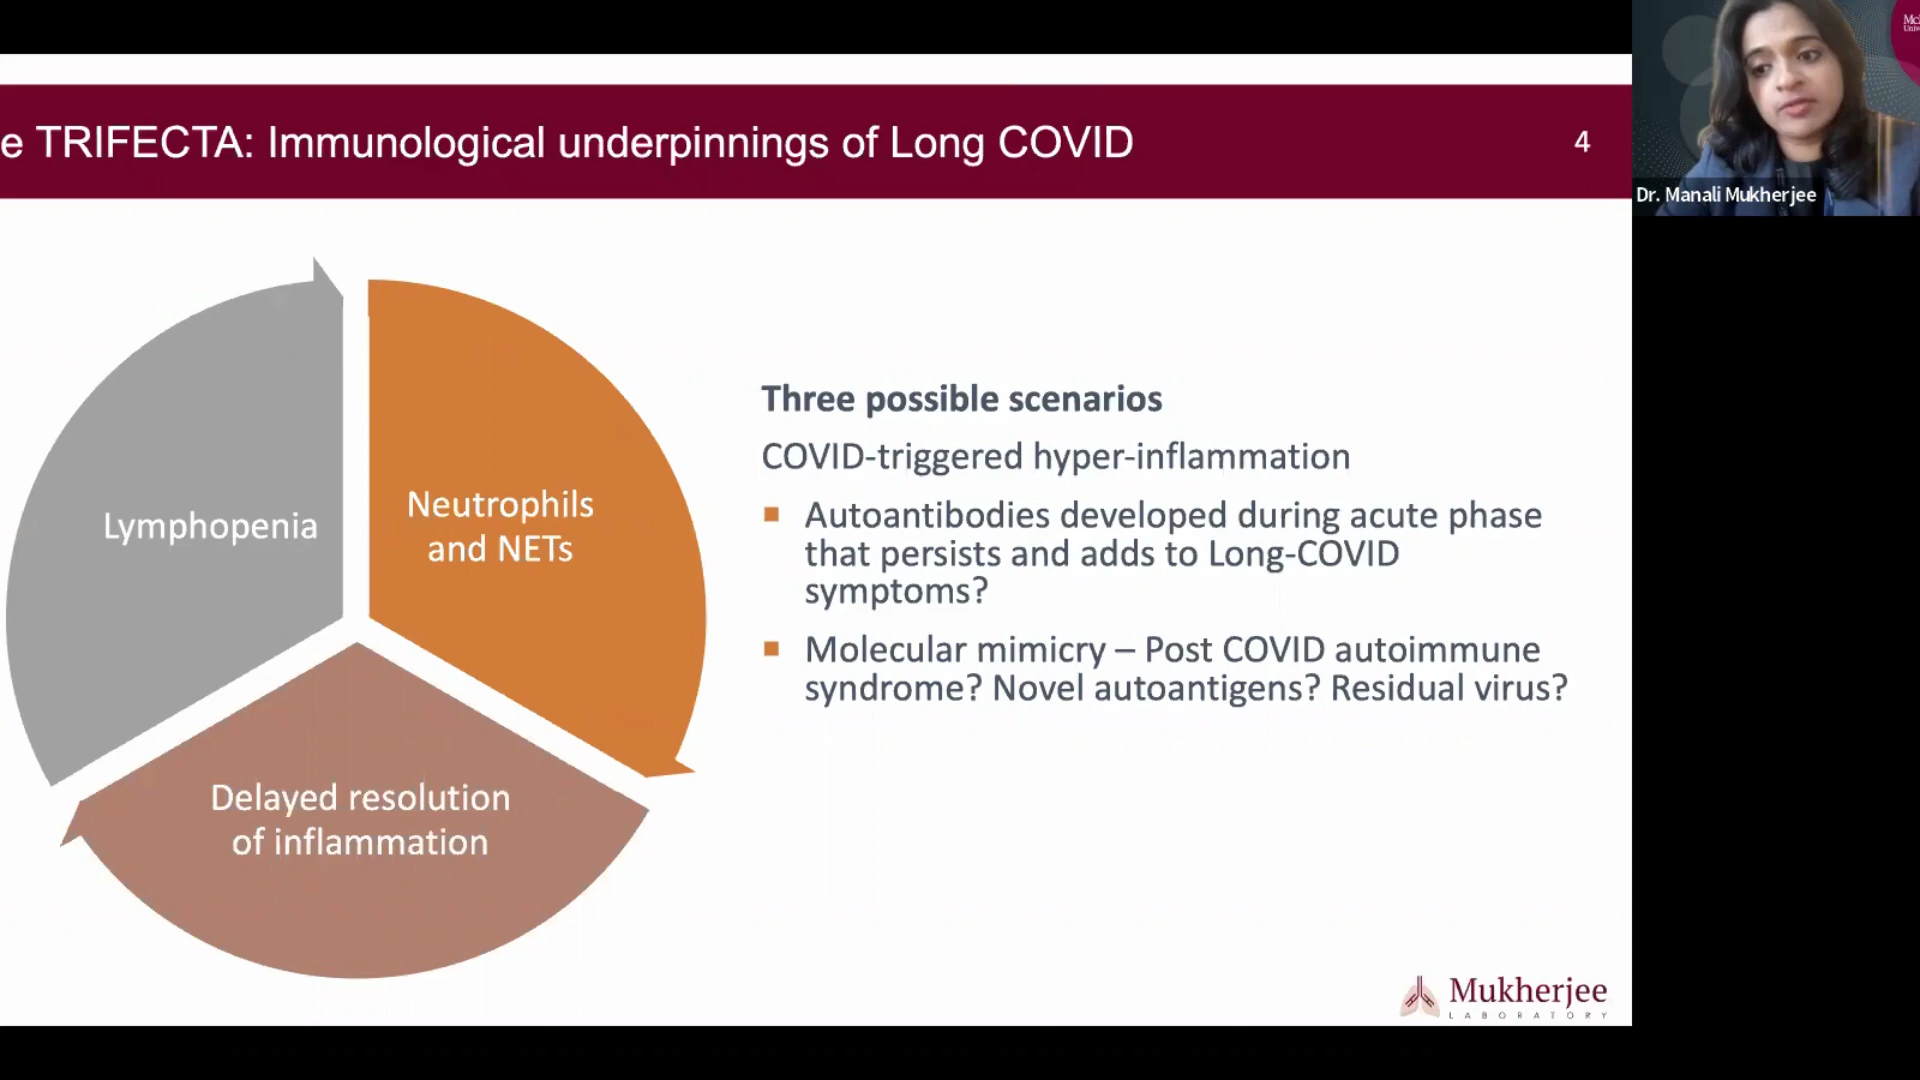 e TRIFECTA: Immunological underpinnings of Long COVID
4
Dr. Manali Mukherjee
Lymphopenia
Neutrophils
and NETs
Delayed resolution
of inflammation
Three possible scenarios
COVID-triggered hyper-inflammation
Autoantibodies developed during acute phase
that persists and adds to Long-COVID
symptoms?
Molecular mimicry – Post COVID autoimmune
syndrome? Novel autoantigens? Residual virus?
Mukherjee
LABORATORY